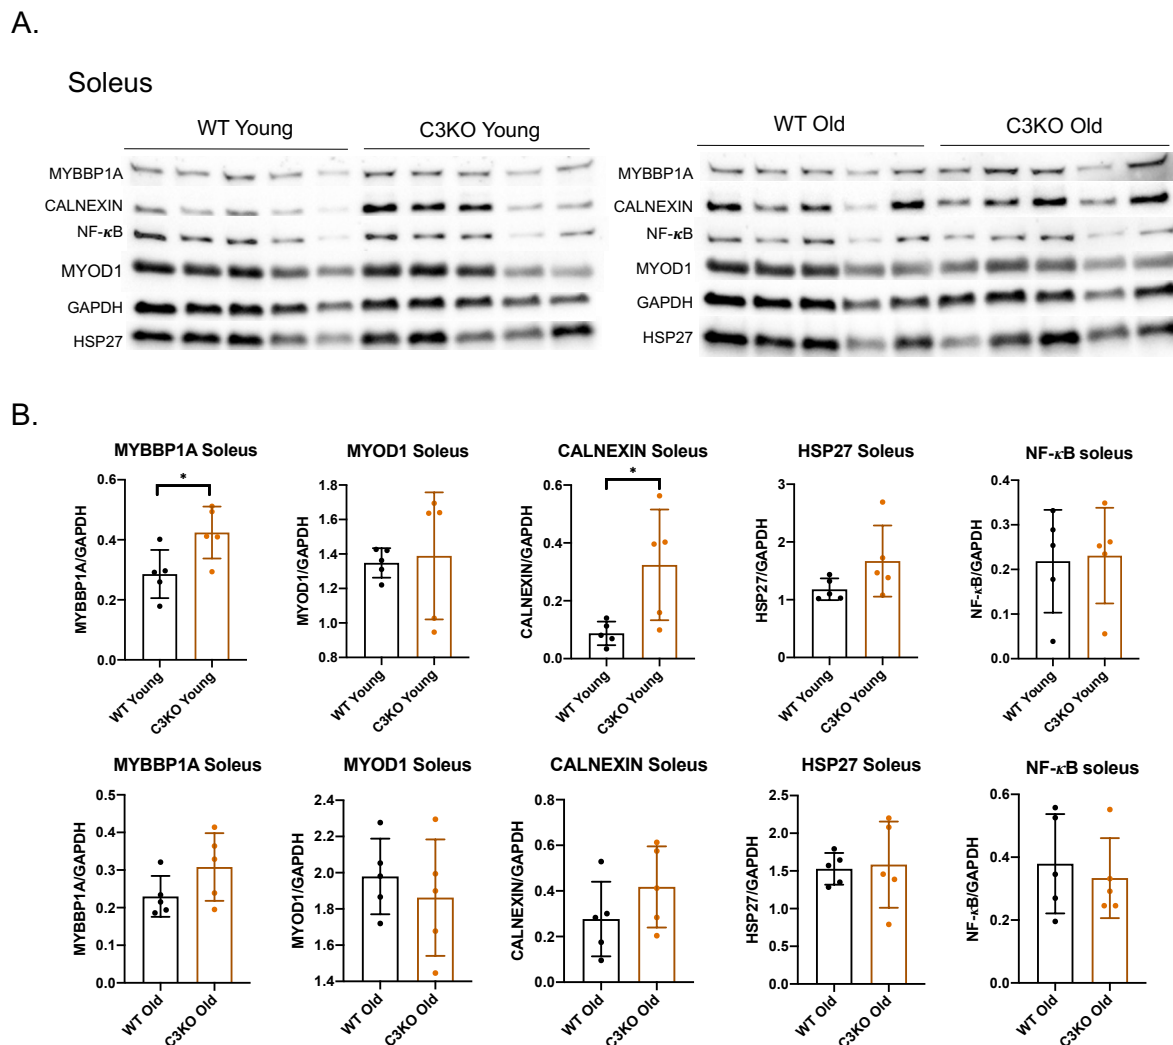 A.
Soleus
WT Young
C3KO Young
WT Old
C3KO Old
MYBBP1A
CALNEXIN
NF-κB
MYOD1
GAPDH
HSP27
MYBBP1A
CALNEXIN
NF-κB
MYOD1
GAPDH
HSP27
B.
MYBBP1A Soleus
MYBBP1A/GAPDH
0.6
0.4
0.2
0.0
*
WT Young
C3KO Young
MYOD1 Soleus
MYOD1/GAPDH
1.8
1.6
1.4
1.2
1.0
0.8
WT Young
C3KO Young
CALNEXIN Soleus
CALNEXIN/GAPDH
0.6
0.4
0.2
0.0
*
WT Young
C3KO Young
HSP27 Soleus
HSP27/GAPDH
3
2
1
0
WT Young
C3KO Young
NF-κB soleus
NF-κB/GAPDH
0.4
0.3
0.2
0.1
0.0
WT Young
C3KO Young
MYBBP1A Soleus
MYBBP1A/GAPDH
0.5
0.4
0.3
0.2
0.1
0.0
WT Old
C3KO Old
MYOD1 Soleus
MYOD1/GAPDH
2.4
2.2
2.0
1.8
1.6
1.4
WT Old
C3KO Old
CALNEXIN Soleus
CALNEXIN/GAPDH
0.8
0.6
0.4
0.2
0.0
WT Old
C3KO Old
HSP27 Soleus
HSP27/GAPDH
2.5
2.0
1.5
1.0
0.5
0.0
WT Old
C3KO Old
NF-κB soleus
NF-κB/GAPDH
0.6
0.4
0.2
0.0
WT Old
C3KO Old